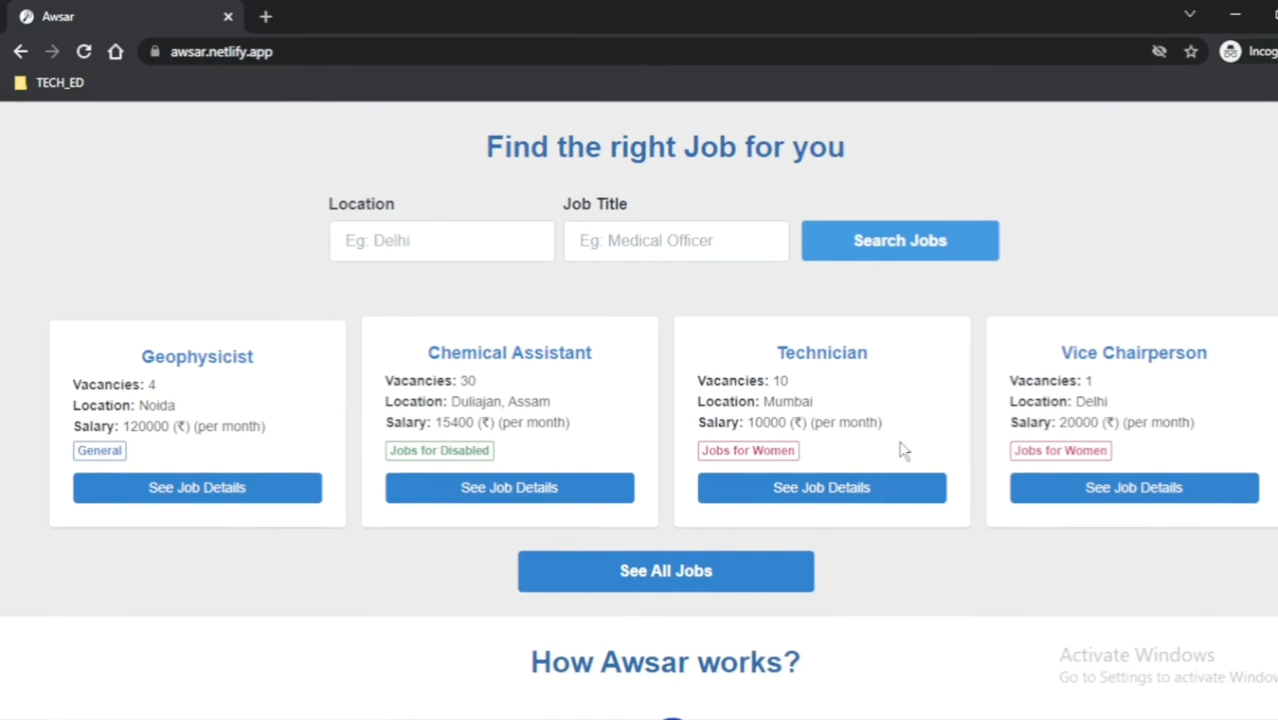 Awsar
awsar.netlify.app
Incog
TECH_ED
Find the right Job for you
Location
Job Title
Eg: Delhi
Eg: Medical Officer
Search Jobs
Geophysicist
Vacancies: 4
Location: Noida
Salary: 120000 (₹) (per month)
General
See Job Details
Chemical Assistant
Vacancies: 30
Location: Duliajan, Assam
Salary: 15400 (₹) (per month)
Jobs for Disabled
See Job Details
Technician
Vacancies: 10
Location: Mumbai
Salary: 10000 (₹) (per month)
Jobs for Women
See Job Details
Vice Chairperson
Vacancies: 1
Location: Delhi
Salary: 20000 (₹) (per month)
Jobs for Women
See Job Details
See All Jobs
How Awsar works?
Activate Windows
Go to Settings to activate Windo